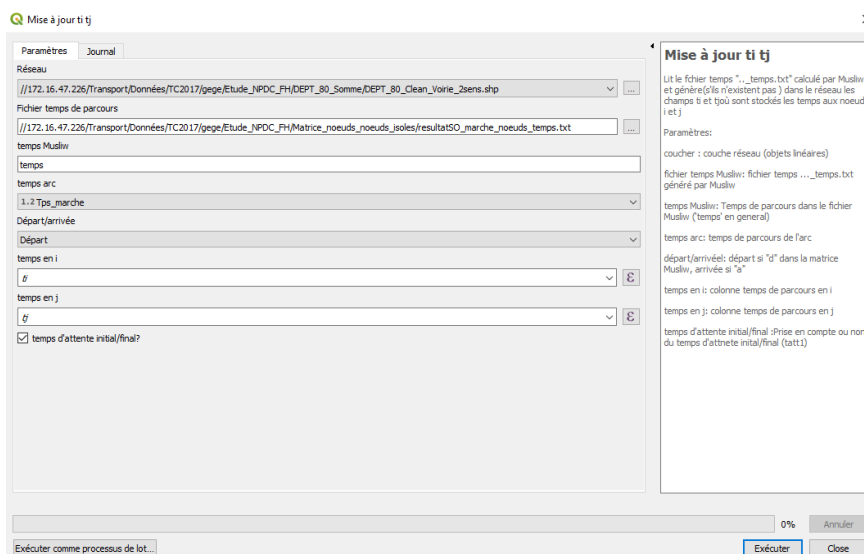 Mise à jour ti tj
Paramètres
Journal
Réseau
//172.16.47.226/Transport/Données/TC2017/gege/Etude_NPDC_FH/DEPT_80_Somme/DEPT_80_Clean_Voirie_2sens.shp
...
Fichier temps de parcours
//172.16.47.226/Transport/Données/TC2017/gege/Etude_NPDC_FH/Matrice_noeuds_noeuds_isoles/resultatSO_marche_noeuds_temps.txt
...
temps Musliw
temps
temps arc
1.2 Tps_marche
Départ/arrivée
Départ
temps en i
ti
ε
temps en j
tj
ε
temps d'attente initial/final?
Mise à jour ti tj
Lit le fchier temps ".._temps.txt" calculé par Musliw
et génère(s'ils n'existent pas ) dans le réseau les
champs ti et tjoù sont stockés les temps aux noeud
i et j
Paramètres:
coucher : couche réseau (objets linéaires)
fichier temps Musliw: fichier temps ..._temps.txt
généré par Musliw
temps Musliw: Temps de parcours dans le fichier
Musliw ('temps' en general)
temps arc: temps de parcours de l'arc
départ/arrivéel: départ si "d" dans la matrice
Musliw, arrivée si "a"
temps en i: colonne temps de parcours en i
temps en j: colonne temps de parcours en j
temps d'attente initial/final :Prise en compte ou non
du temps d'attnete inital/final (tatt1)
0%
Annuler
Exécuter comme processus de lot...
Exécuter
Close